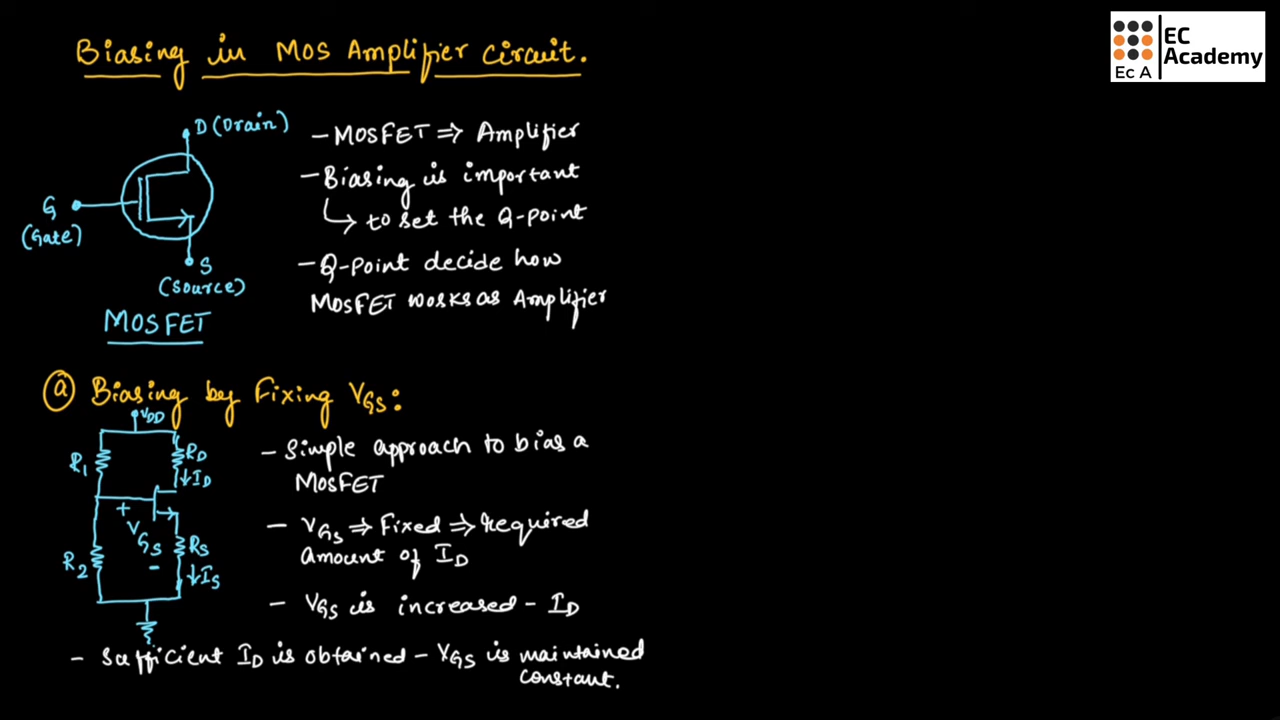 Biasing in MOS Amplifier Circuit.
EC
Academy
Ec A
D (Drain)
G
(Gate)
S
(Source)
MOSFET
- MOSFET ⇒ Amplifier
- Biasing is important
↳ to set the Q-point
- Q-point decide how
MOSFET works as Amplifier
(a) Biasing by Fixing VGS:
VDD
R1
RD
↓ID
+
VGS
-
R2
RS
↓IS
- Simple approach to bias a
MOSFET
- VGS ⇒ Fixed ⇒ required
amount of ID
- VGS is increased - ID
- Sufficient ID is obtained - VGS is maintained
constant.